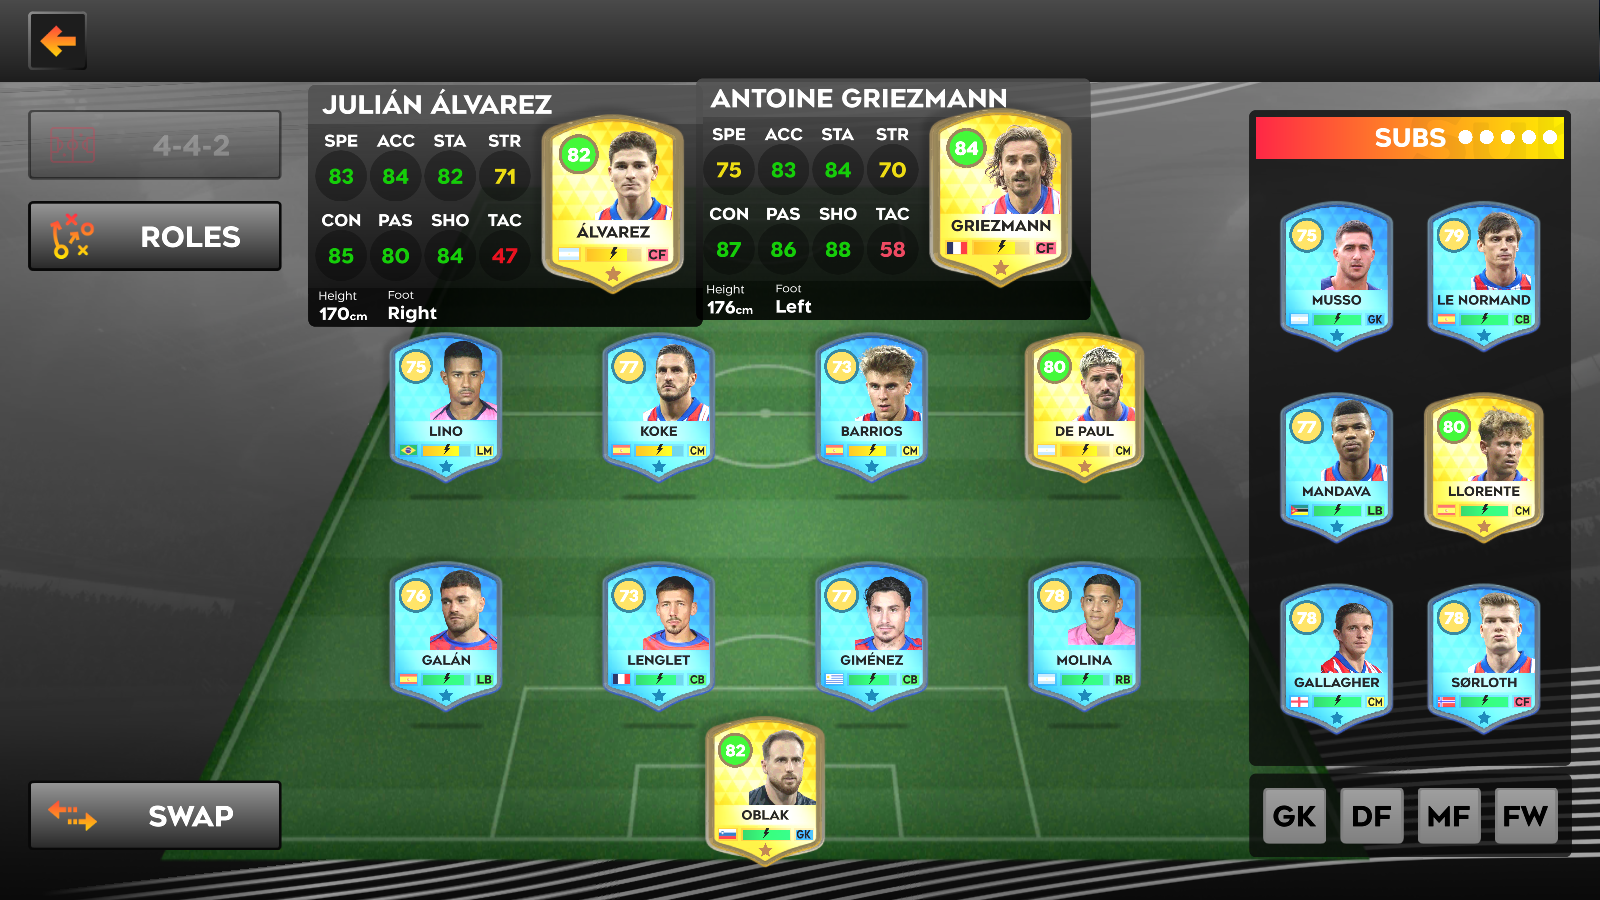 4-4-2
ROLES
SWAP
JULIÁN ÁLVAREZ
SPE ACC STA STR
83 84 82 71
CON PAS SHO TAC
85 80 84 47
Height Foot
170cm Right
82
ÁLVAREZ
CF
ANTOINE GRIEZMANN
SPE ACC STA STR
75 83 84 70
CON PAS SHO TAC
87 86 88 58
Height Foot
176cm Left
84
GRIEZMANN
CF
75
LINO
LM
77
KOKE
CM
73
BARRIOS
CM
80
DE PAUL
CM
76
GALÁN
LB
73
LENGLET
CB
77
GIMÉNEZ
CB
78
MOLINA
RB
82
OBLAK
GK
SUBS
75
MUSSO
GK
79
LE NORMAND
CB
77
MANDAVA
LB
80
LLORENTE
CM
78
GALLAGHER
CM
78
SØRLOTH
CF
GK DF MF FW